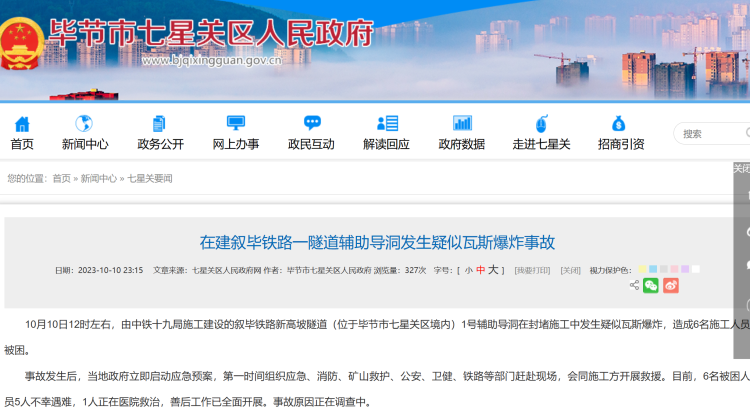 毕节市七星关区人民政府
www.bjqixingguan.gov.cn
首页 新闻中心 政务公开 网上办事 政民互动 解读回应 政府数据 走进七星关 招商引资 搜索
您的位置：首页 » 新闻中心 » 七星关要闻
关闭
在建叙毕铁路一隧道辅助导洞发生疑似瓦斯爆炸事故
日期：2023-10-10 23:15 文章来源：七星关区人民政府网 作者：毕节市七星关区人民政府 浏览量：327次 字号：[ 小 中 大 ] [我要打印] [关闭] 视力保护色：
10月10日12时左右，由中铁十九局施工建设的叙毕铁路新高坡隧道（位于毕节市七星关区境内）1号辅助导洞在封堵施工中发生疑似瓦斯爆炸，造成6名施工人员
被困。
事故发生后，当地政府立即启动应急预案，第一时间组织应急、消防、矿山救护、公安、卫健、铁路等部门赶赴现场，会同施工方开展救援。目前，6名被困人
员5人不幸遇难，1人正在医院救治，善后工作已全面开展。事故原因正在调查中。